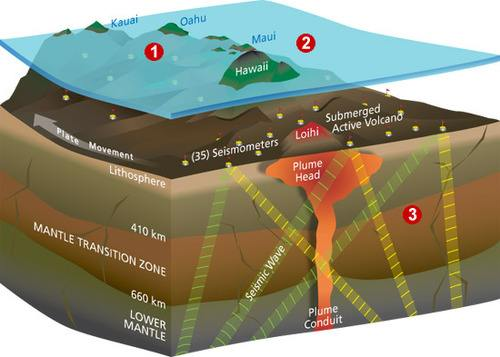 Kauai
Oahu
Maui
Hawaii
1
2
Submerged
Active Volcano
Loihi
(35) Seismometers
Plate Movement
Lithosphere
Plume
Head
3
410 km
MANTLE TRANSITION ZONE
Seismic Wave
660 km
LOWER
MANTLE
Plume
Conduit